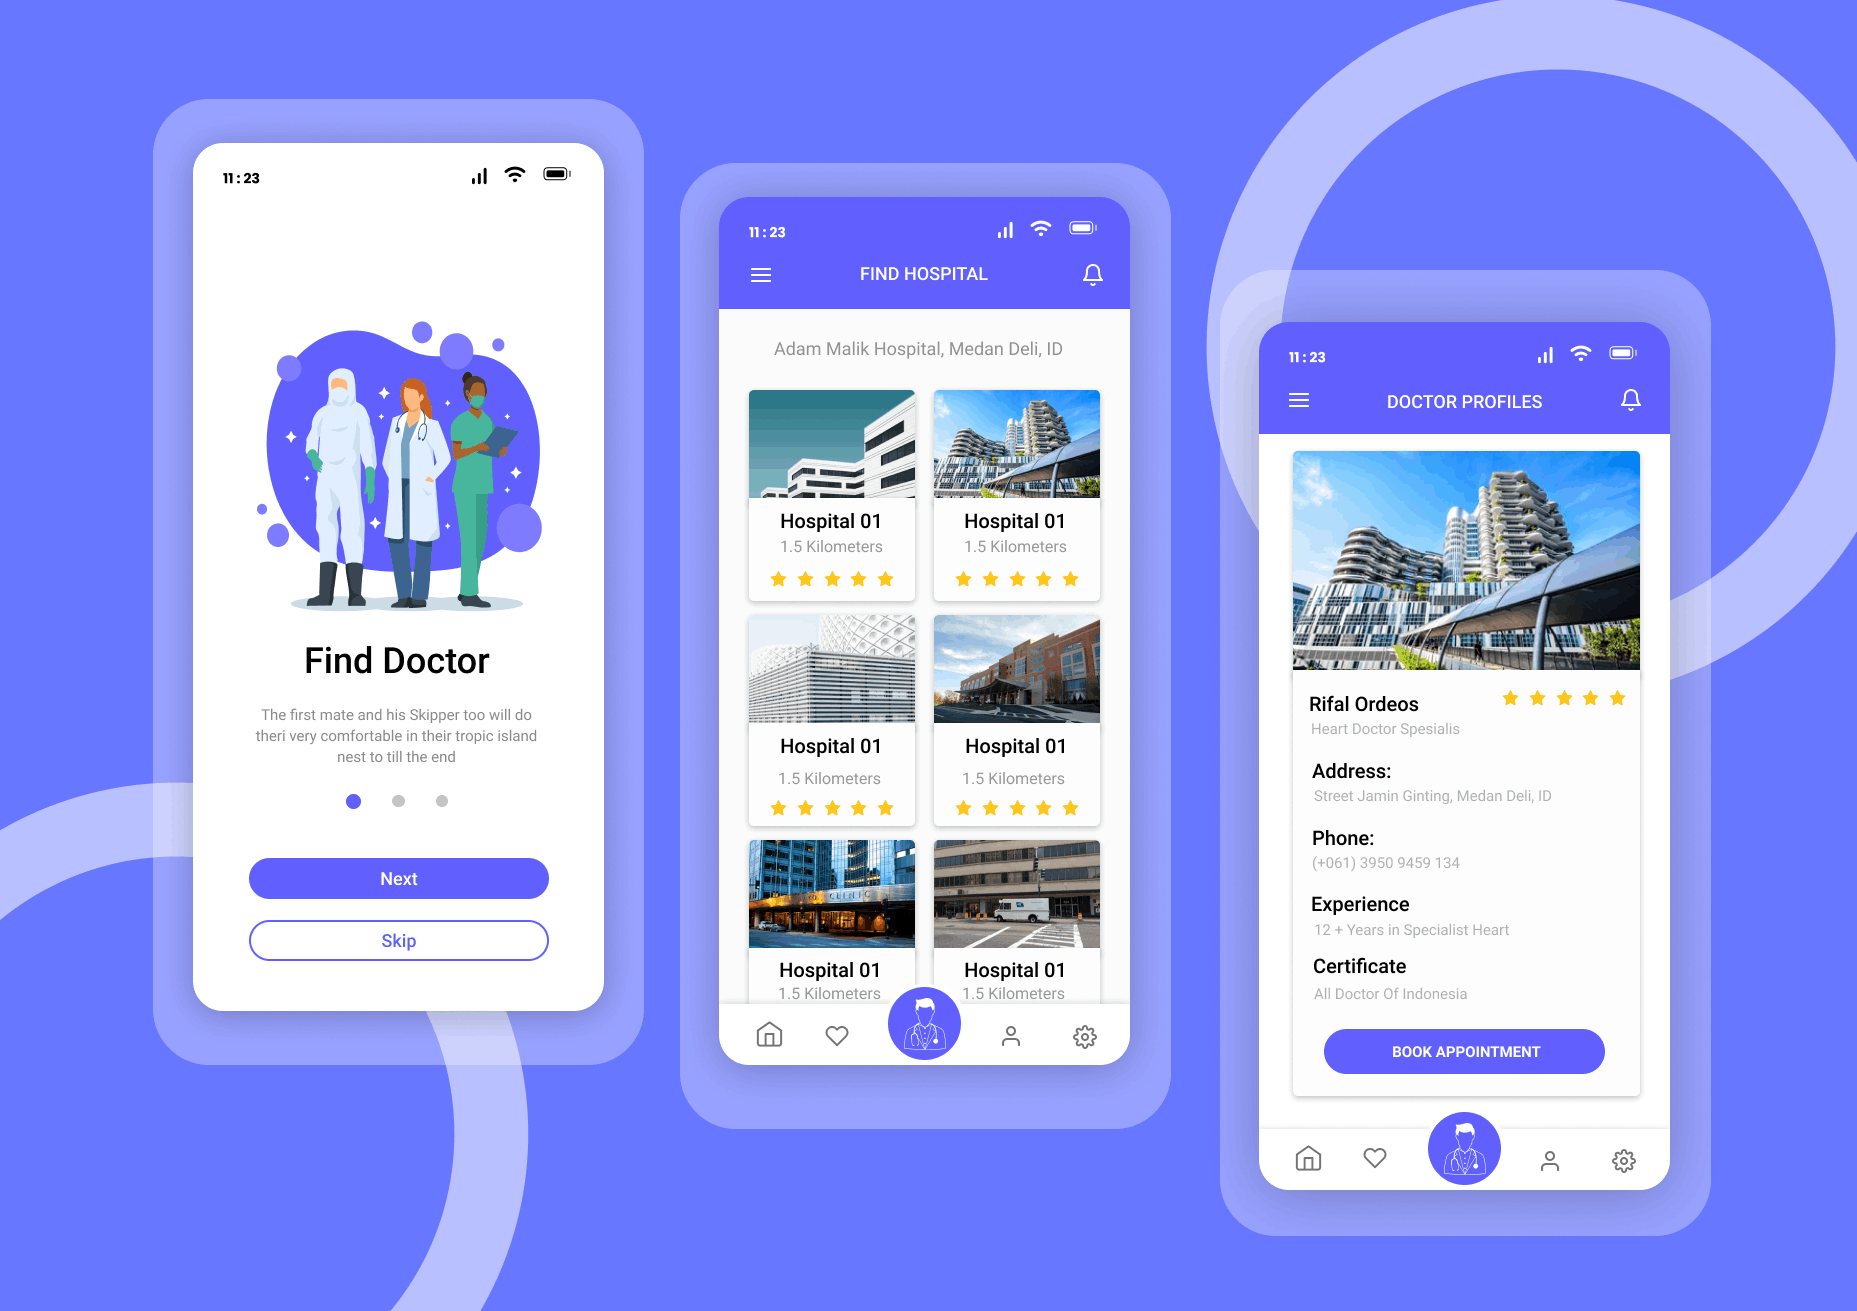 11:23
Find Doctor
The first mate and his Skipper too will do
theri very comfortable in their tropic island
nest to till the end
Next
Skip
11:23
FIND HOSPITAL
Adam Malik Hospital, Medan Deli, ID
Hospital 01
1.5 Kilometers
Hospital 01
1.5 Kilometers
Hospital 01
1.5 Kilometers
Hospital 01
1.5 Kilometers
CLINIC
Hospital 01
1.5 Kilometers
Hospital 01
1.5 Kilometers
11:23
DOCTOR PROFILES
Rifal Ordeos
Heart Doctor Spesialis
Address:
Street Jamin Ginting, Medan Deli, ID
Phone:
(+061) 3950 9459 134
Experience
12 + Years in Specialist Heart
Certificate
All Doctor Of Indonesia
BOOK APPOINTMENT